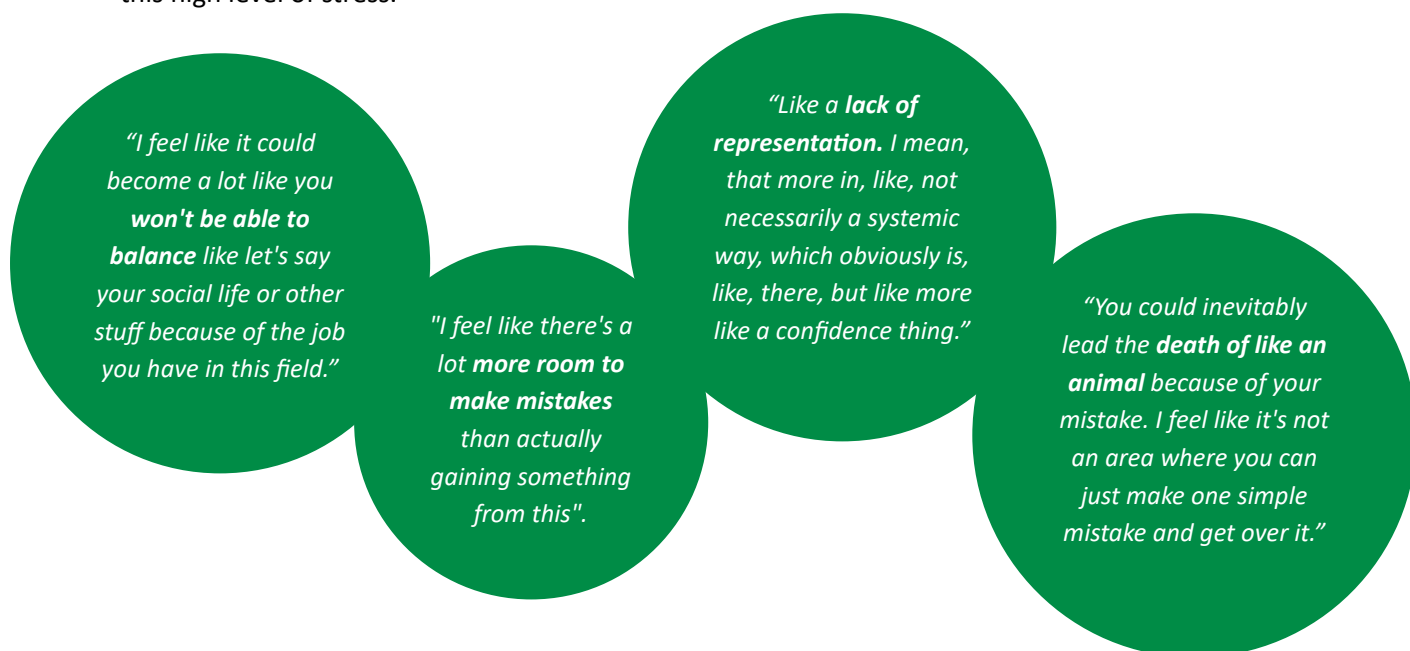 this high level of stress.
“I feel like it could
become a lot like you
won't be able to
balance like let's say
your social life or other
stuff because of the job
you have in this field.”
"I feel like there's a
lot more room to
make mistakes
than actually
gaining something
from this".
“Like a lack of
representation. I mean,
that more in, like, not
necessarily a systemic
way, which obviously is,
like, there, but like more
like a confidence thing.”
“You could inevitably
lead the death of like an
animal because of your
mistake. I feel like it's not
an area where you can
just make one simple
mistake and get over it.”